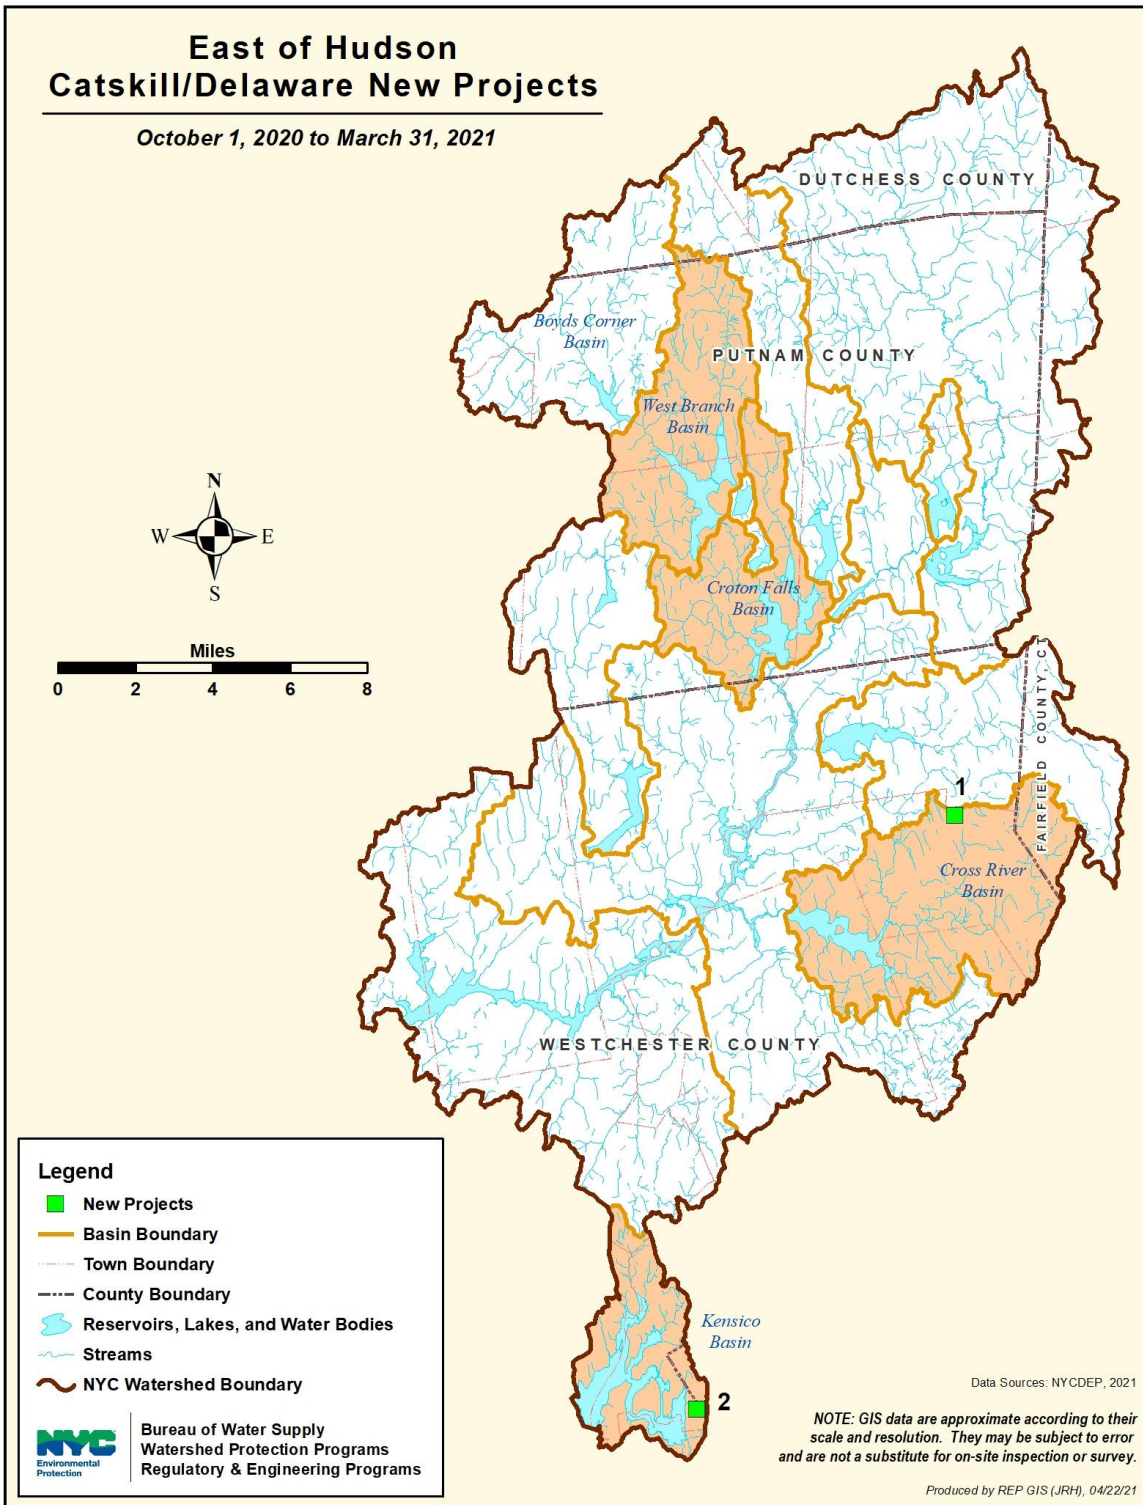 East of Hudson
Catskill/Delaware New Projects
October 1, 2020 to March 31, 2021
DUTCHESS COUNTY
Boyds Corner
Basin
PUTNAM COUNTY
West Branch
Basin
N
W E
S
Croton Falls
Basin
Miles
0 2 4 6 8
FAIRFIELD COUNTY, CT
1
Cross River
Basin
WESTCHESTER COUNTY
Kensico
Basin
2
Legend
New Projects
Basin Boundary
Town Boundary
County Boundary
Reservoirs, Lakes, and Water Bodies
Streams
NYC Watershed Boundary
NYC
Environmental
Protection
Bureau of Water Supply
Watershed Protection Programs
Regulatory & Engineering Programs
Data Sources: NYCDEP, 2021
NOTE: GIS data are approximate according to their
scale and resolution. They may be subject to error
and are not a substitute for on-site inspection or survey.
Produced by REP GIS (JRH), 04/22/21